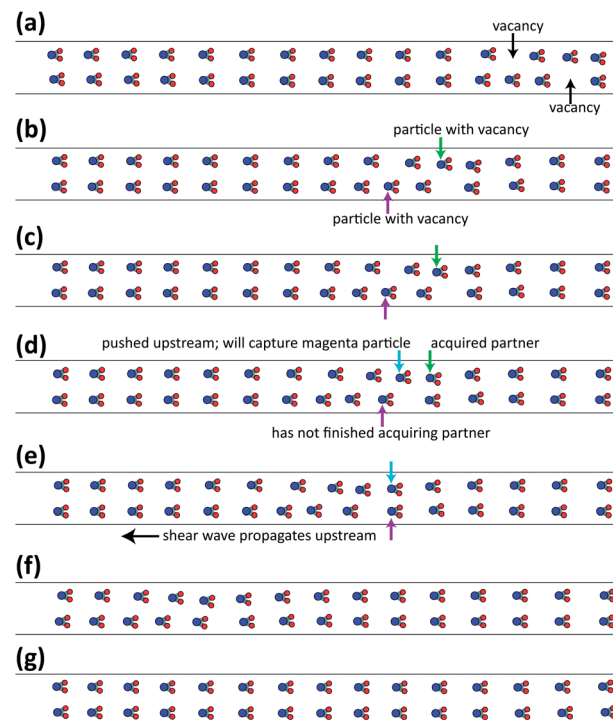 (a)
vacancy
vacancy
(b)
particle with vacancy
particle with vacancy
(c)
(d)
pushed upstream; will capture magenta particle
acquired partner
has not finished acquiring partner
(e)
shear wave propagates upstream
(f)
(g)